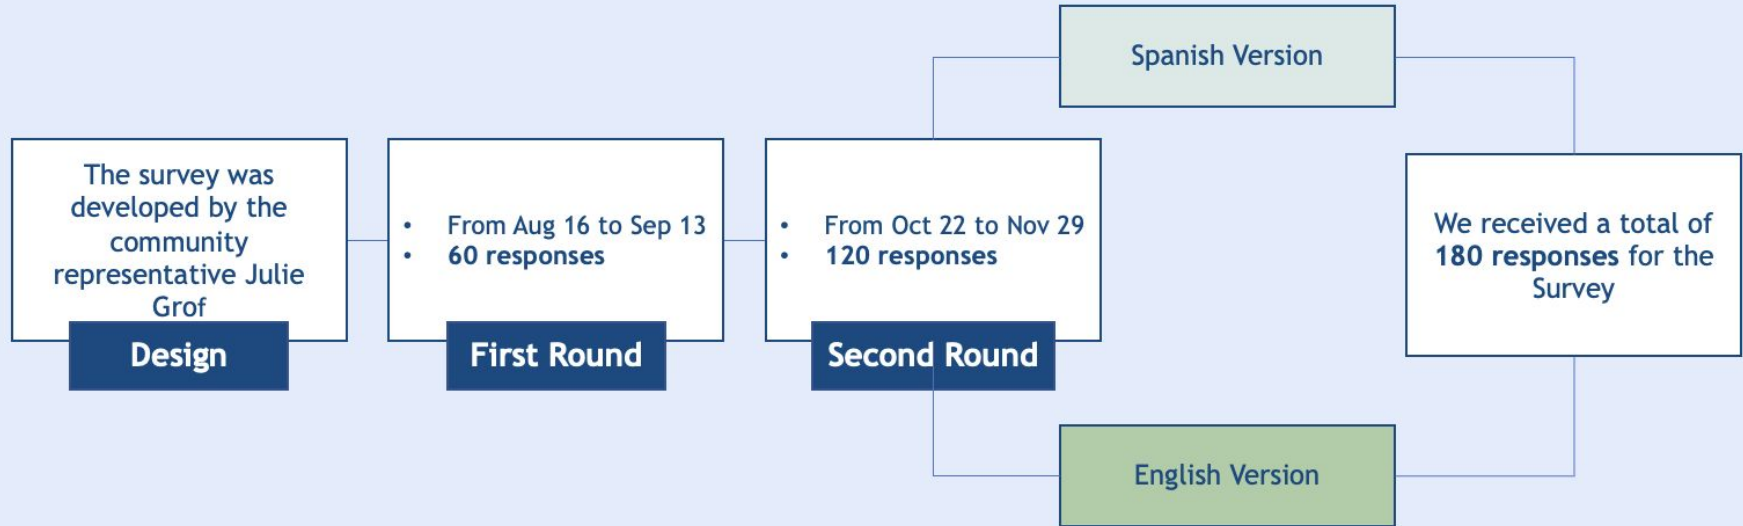 Spanish Version
The survey was
developed by the
community
representative Julie
Grof
Design
• From Aug 16 to Sep 13
• 60 responses
First Round
• From Oct 22 to Nov 29
• 120 responses
Second Round
We received a total of
180 responses for the
Survey
English Version